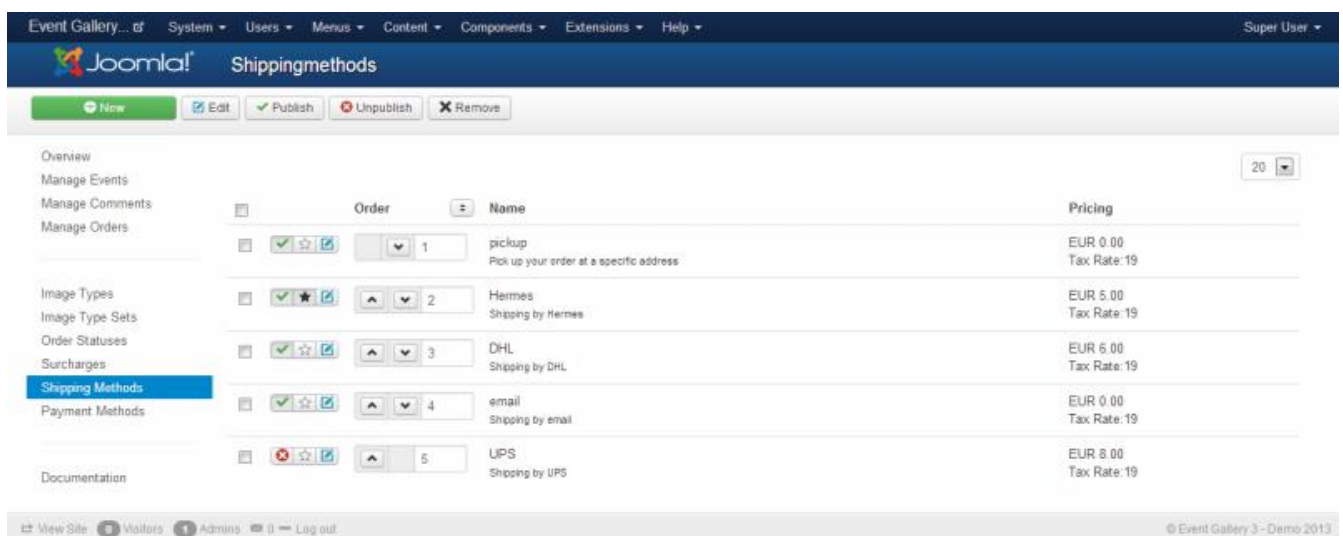 Event Gallery... System Users Menus Content Components Extensions Help Super User
Joomla! Shippingmethods
New Edit Publish Unpublish Remove
Overview
20
Manage Events
Manage Comments
Order Name Pricing
Manage Orders
1 pickup EUR 0.00
Pick up your order at a specific address Tax Rate:19
Image Types
2 Hermes EUR 5.00
Shipping by Hermes Tax Rate:19
Image Type Sets
Order Statuses
3 DHL EUR 6.00
Shipping by DHL Tax Rate:19
Surcharges
Shipping Methods
4 email EUR 0.00
Shipping by email Tax Rate:19
Payment Methods
5 UPS EUR 8.00
Shipping by UPS Tax Rate:19
Documentation
View Site Visitors 1 Admins 0 Log out © Event Gallery 3 - Demo 2013